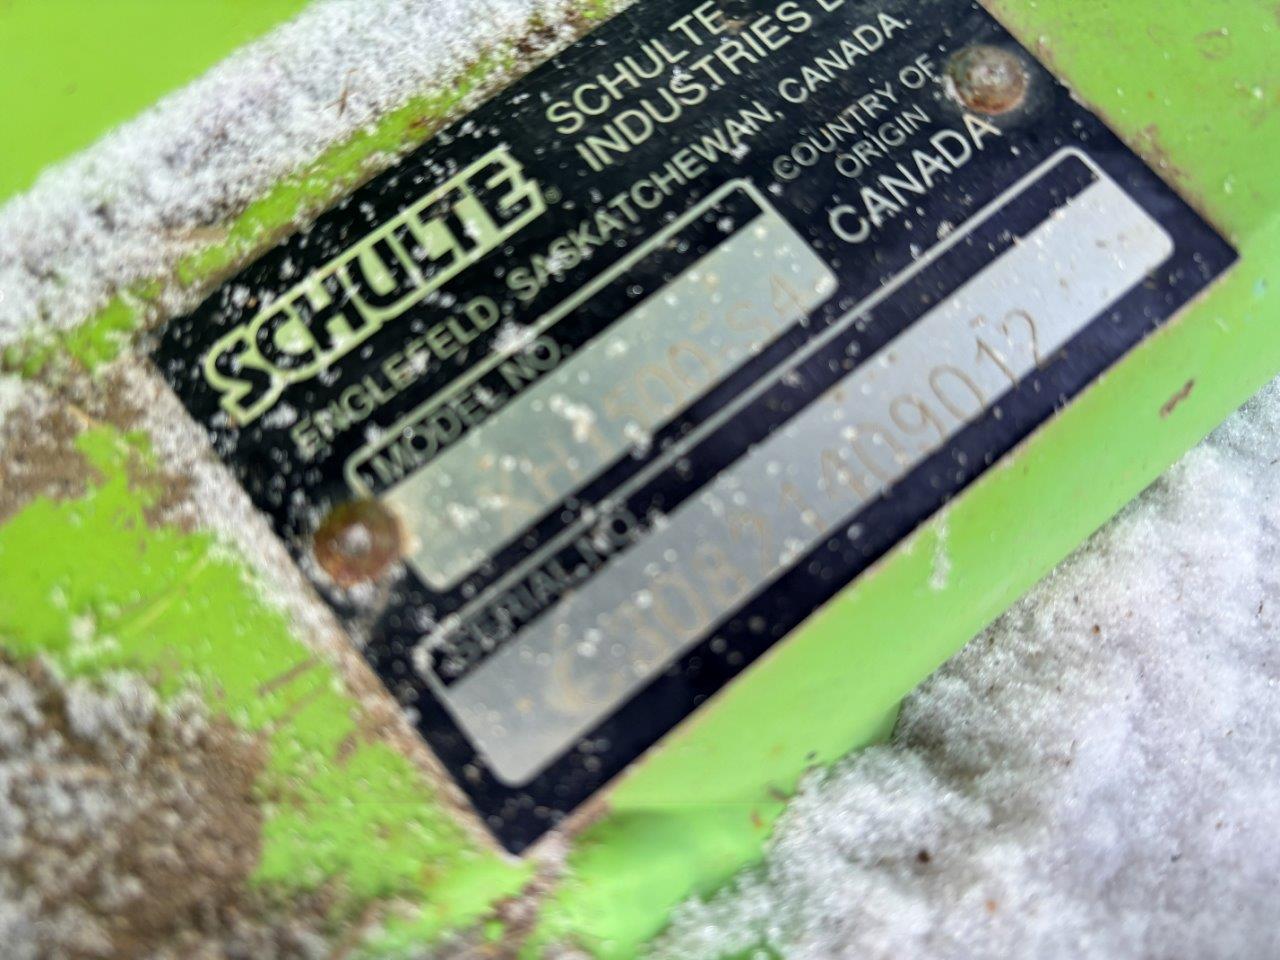 SCHULTE®
SCHULTE
INDUSTRIES
ENGLEFELD, SASKATCHEWAN, CANADA.
COUNTRY OF
ORIGIN
CANADA
MODEL NO.
SERIAL NO.